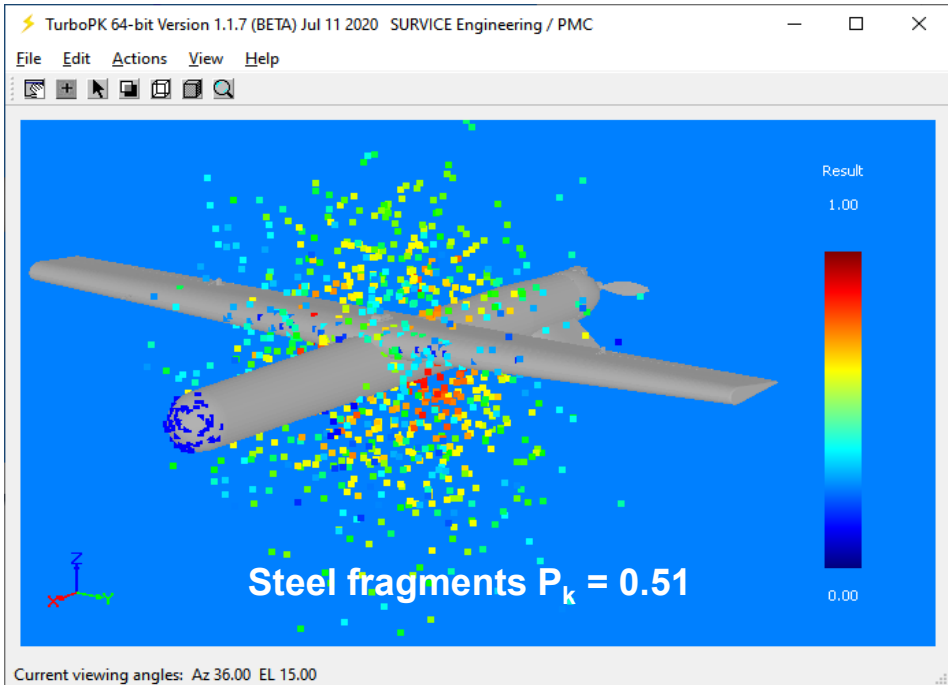 TurboPK 64-bit Version 1.1.7 (BETA) Jul 11 2020 SURVICE Engineering / PMC
File Edit Actions View Help
Result
1.00
Z
X
Y
Steel fragments Pk = 0.51
0.00
Current viewing angles: Az 36.00 EL 15.00